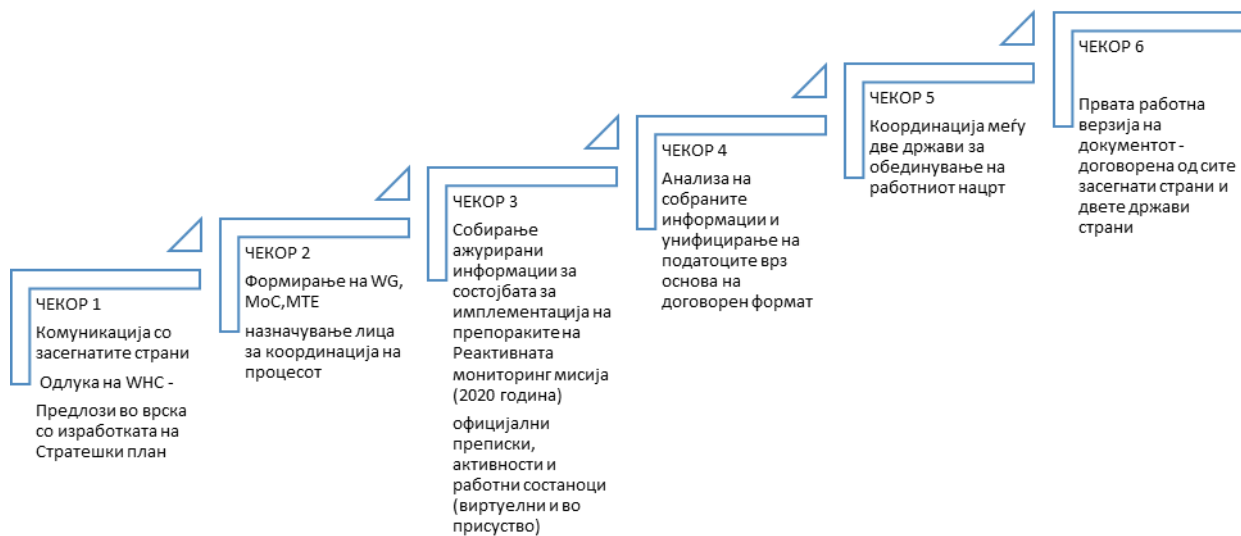 ЧЕКОР 1
Комуникација со
засегнатите страни
Одлука на WHC -
Предлози во врска
со изработката на
Стратешки план
ЧЕКОР 2
Формирање на WG,
MoC,MTE
назначување лица
за координација на
процесот
ЧЕКОР 3
Собирање
ажурирани
информации за
состојбата за
имплементација на
препораките на
Реактивната
мониторинг мисија
(2020 година)
официјални
преписки,
активности и
работни состаноци
(виртуелни и во
присуство)
ЧЕКОР 4
Анализа на
собраните
информации и
унифицирање на
податоците врз
основа на
договорен формат
ЧЕКОР 5
Координација меѓу
две држави за
обединување на
работниот нацрт
ЧЕКОР 6
Првата работна
верзија на
документот -
договорена од сите
засегнати страни и
двете држави
страни